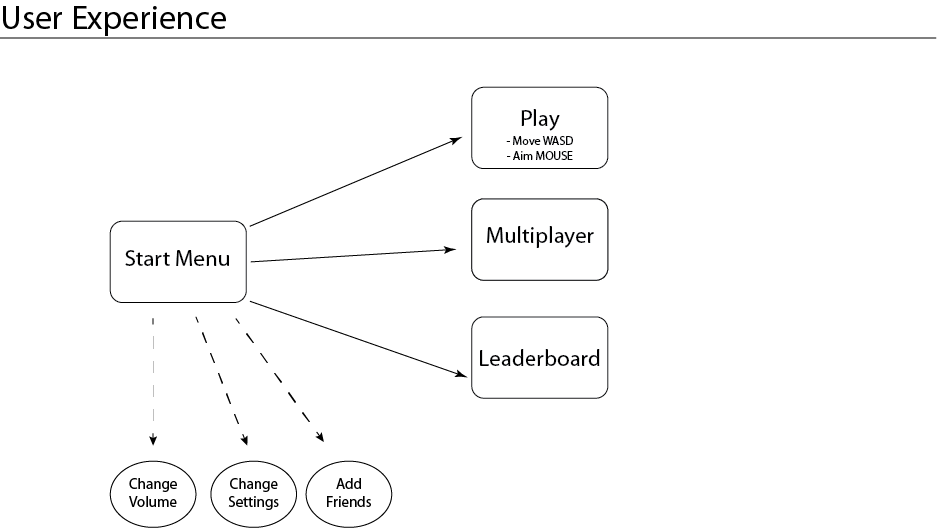 User Experience
Play
- Move WASD
- Aim MOUSE
Multiplayer
Start Menu
Leaderboard
Change
Volume
Change
Settings
Add
Friends